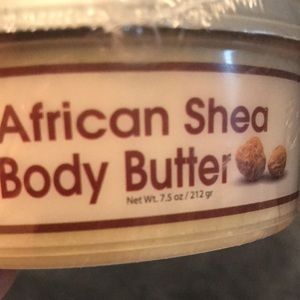 African Shea
Body Butter
Net Wt. 7.5 oz / 212 gr